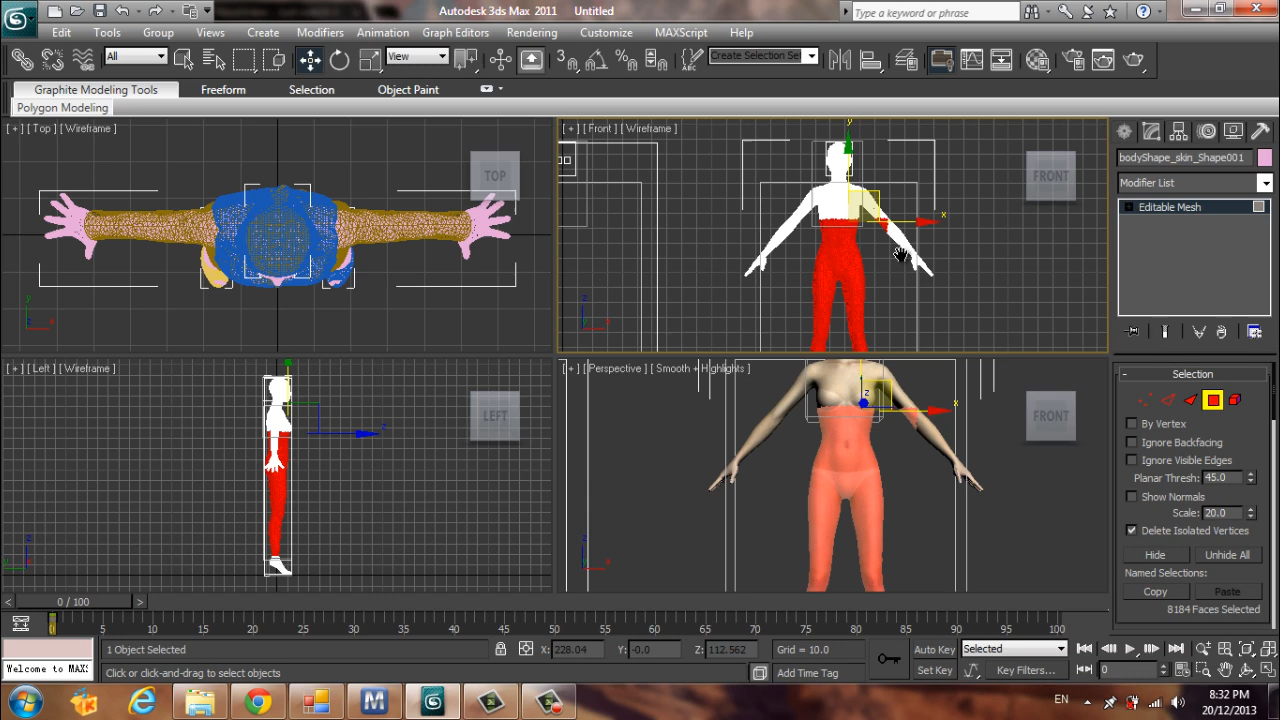 Autodesk 3ds Max 2011 Untitled
Type a keyword or phrase
Edit Tools Group Views Create Modifiers Animation Graph Editors Rendering Customize MAXScript Help
All View 3 Create Selection Se
Graphite Modeling Tools Freeform Selection Object Paint
Polygon Modeling
[ + ] [ Top ] [ Wireframe ]
TOP
y
x
[ + ] [ Front ] [ Wireframe ]
FRONT
y
x
z
[ + ] [ Left ] [ Wireframe ]
LEFT
z
z
y
[ + ] [ Perspective ] [ Smooth + Highlights ]
FRONT
z
x
z
x
bodyShape_skin_Shape001
Modifier List
Editable Mesh
- Selection
By Vertex
Ignore Backfacing
Ignore Visible Edges
Planar Thresh: 45.0
Show Normals
Scale: 20.0
Delete Isolated Vertices
Hide Unhide All
Named Selections:
Copy Paste
8184 Faces Selected
< 0 / 100 >
0 5 10 15 20 25 30 35 40 45 50 55 60 65 70 75 80 85 90 95 100
1 Object Selected X: 228.04 Y: -0.0 Z: 112.562 Grid = 10.0 Auto Key Selected
Welcome to MAX Click or click-and-drag to select objects Add Time Tag Set Key Key Filters... 0
EN
8:32 PM
20/12/2013